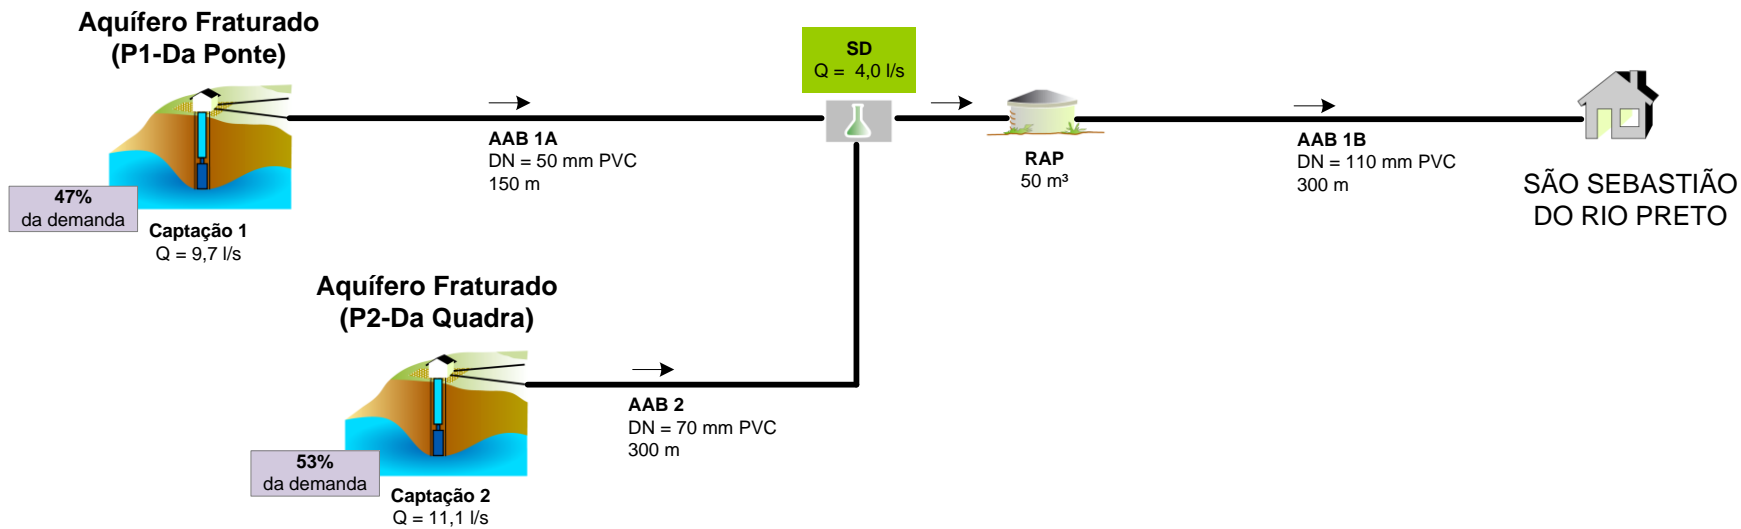 Aquífero Fraturado
(P1-Da Ponte)
47%
da demanda
Captação 1
Q = 9,7 l/s
AAB 1A
DN = 50 mm PVC
150 m
SD
Q =  4,0 l/s
RAP
50 m³
AAB 1B
DN = 110 mm PVC
300 m
SÃO SEBASTIÃO
DO RIO PRETO
Aquífero Fraturado
(P2-Da Quadra)
53%
da demanda
Captação 2
Q = 11,1 l/s
AAB 2
DN = 70 mm PVC
300 m